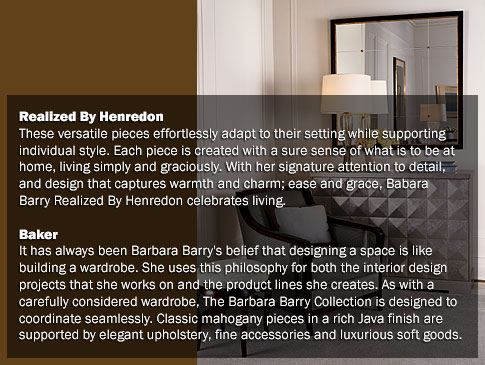 Realized By Henredon
These versatile pieces effortlessly adapt to their setting while supporting
individual style. Each piece is created with a sure sense of what is to be at
home, living simply and graciously. With her signature attention to detail,
and design that captures warmth and charm; ease and grace, Babara
Barry Realized By Henredon celebrates living.
Baker
It has always been Barbara Barry's belief that designing a space is like
building a wardrobe. She uses this philosophy for both the interior design
projects that she works on and the product lines she creates. As with a
carefully considered wardrobe, The Barbara Barry Collection is designed to
coordinate seamlessly. Classic mahogany pieces in a rich Java finish are
supported by elegant upholstery, fine accessories and luxurious soft goods.